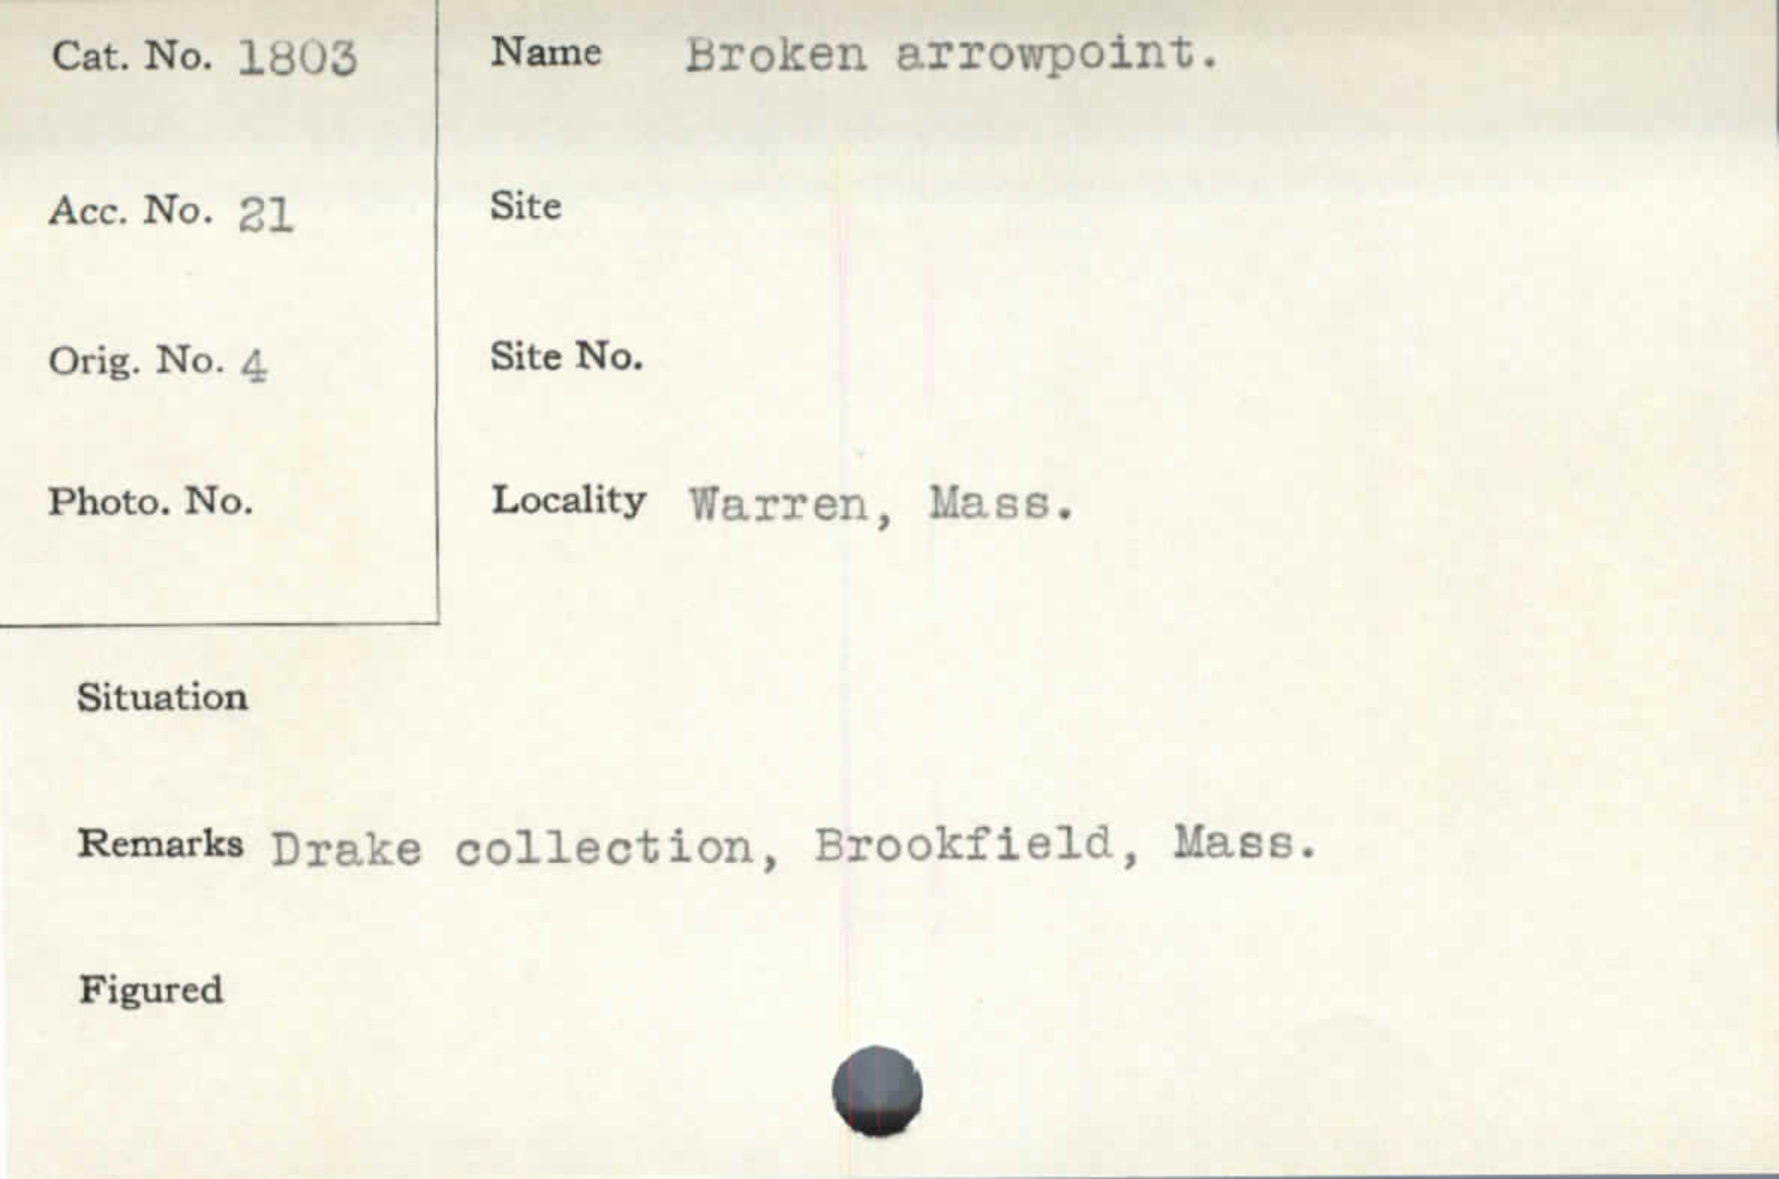 Cat. No. 1803
Acc. No. 21
Orig. No. 4
Photo. No.
Name Broken arrowpoint.
Site
Site No.
Locality Warren, Mass.
Situation
Remarks Drake collection, Brookfield, Mass.
Figured